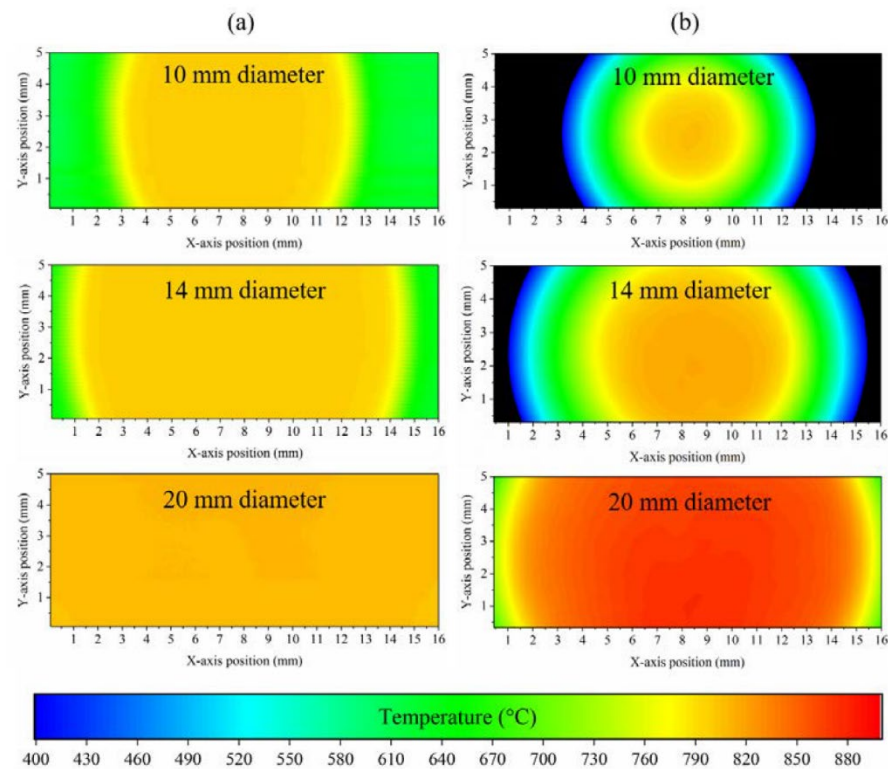 (a)
(b)
5
4
3
2
1
Y-axis position (mm)
10 mm diameter
1 2 3 4 5 6 7 8 9 10 11 12 13 14 15 16
X-axis position (mm)
5
4
3
2
1
Y-axis position (mm)
10 mm diameter
1 2 3 4 5 6 7 8 9 10 11 12 13 14 15 16
X-axis position (mm)
5
4
3
2
1
Y-axis position (mm)
14 mm diameter
1 2 3 4 5 6 7 8 9 10 11 12 13 14 15 16
X-axis position (mm)
5
4
3
2
1
Y-axis position (mm)
14 mm diameter
1 2 3 4 5 6 7 8 9 10 11 12 13 14 15 16
X-axis position (mm)
5
4
3
2
1
Y-axis position (mm)
20 mm diameter
1 2 3 4 5 6 7 8 9 10 11 12 13 14 15 16
X-axis position (mm)
5
4
3
2
1
Y-axis position (mm)
20 mm diameter
1 2 3 4 5 6 7 8 9 10 11 12 13 14 15 16
X-axis position (mm)
Temperature (°C)
400 430 460 490 520 550 580 610 640 670 700 730 760 790 820 850 880